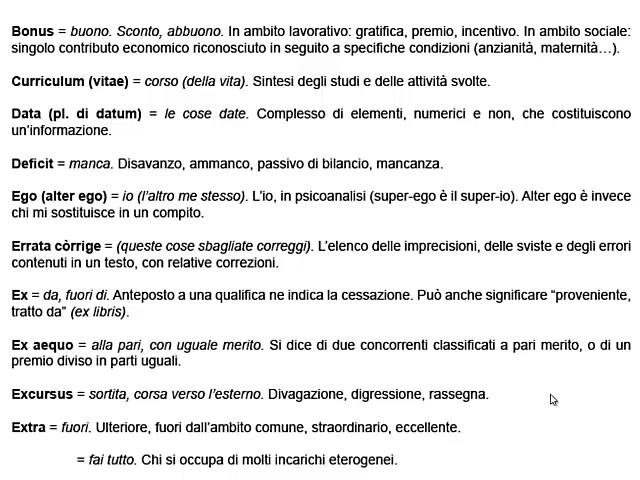 Bonus = buono. Sconto, abbuono. In ambito lavorativo: gratifica, premio, incentivo. In ambito sociale:
singolo contributo economico riconosciuto in seguito a specifiche condizioni (anzianità, maternità…).
Curriculum (vitae) = corso (della vita). Sintesi degli studi e delle attività svolte.
Data (pl. di datum) = le cose date. Complesso di elementi, numerici e non, che costituiscono
un'informazione.
Deficit = manca. Disavanzo, ammanco, passivo di bilancio, mancanza.
Ego (alter ego) = io (l'altro me stesso). L'io, in psicoanalisi (super-ego è il super-io). Alter ego è invece
chi mi sostituisce in un compito.
Errata còrrige = (queste cose sbagliate correggi). L'elenco delle imprecisioni, delle sviste e degli errori
contenuti in un testo, con relative correzioni.
Ex = da, fuori di. Anteposto a una qualifica ne indica la cessazione. Può anche significare “proveniente,
tratto da” (ex libris).
Ex aequo = alla pari, con uguale merito. Si dice di due concorrenti classificati a pari merito, o di un
premio diviso in parti uguali.
Excursus = sortita, corsa verso l'esterno. Divagazione, digressione, rassegna.
Extra = fuori. Ulteriore, fuori dall'ambito comune, straordinario, eccellente.
= fai tutto. Chi si occupa di molti incarichi eterogenei.